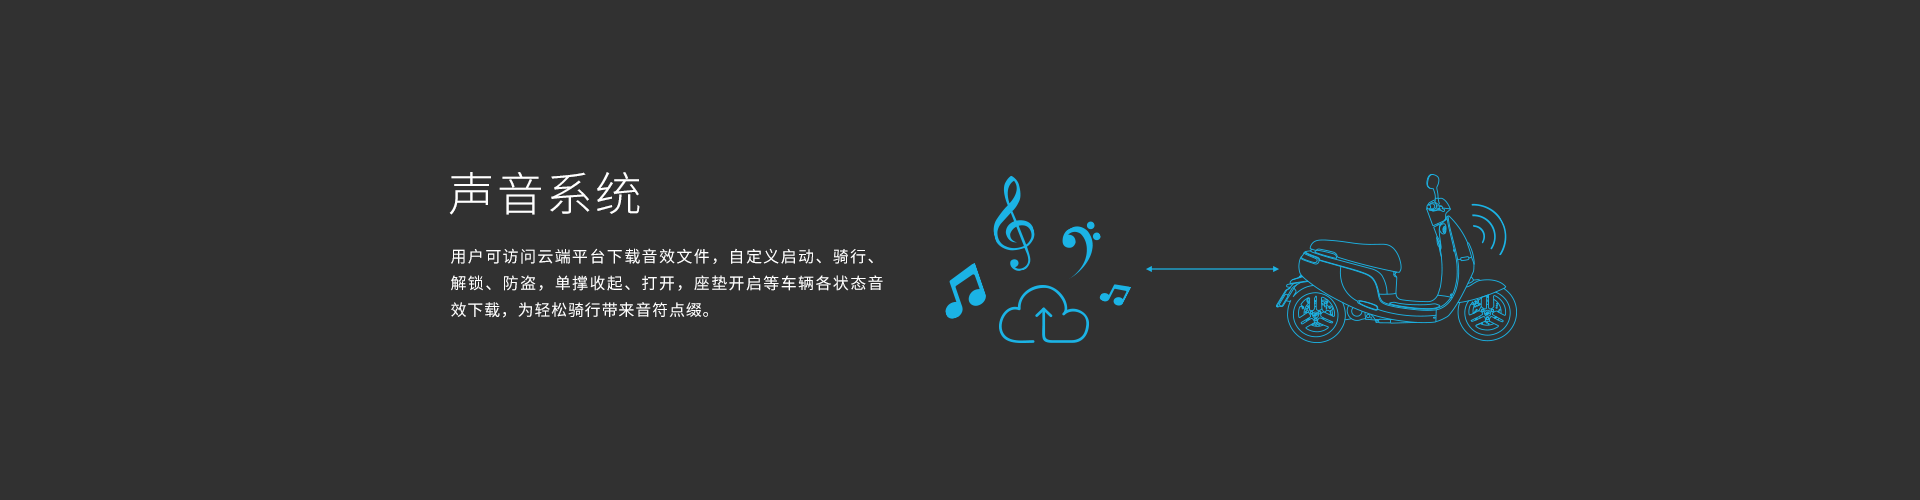 声音系统
用户可访问云端平台下载音效文件，自定义启动、骑行、
解锁、防盗，单撑收起、打开，座垫开启等车辆各状态音
效下载，为轻松骑行带来音符点缀。